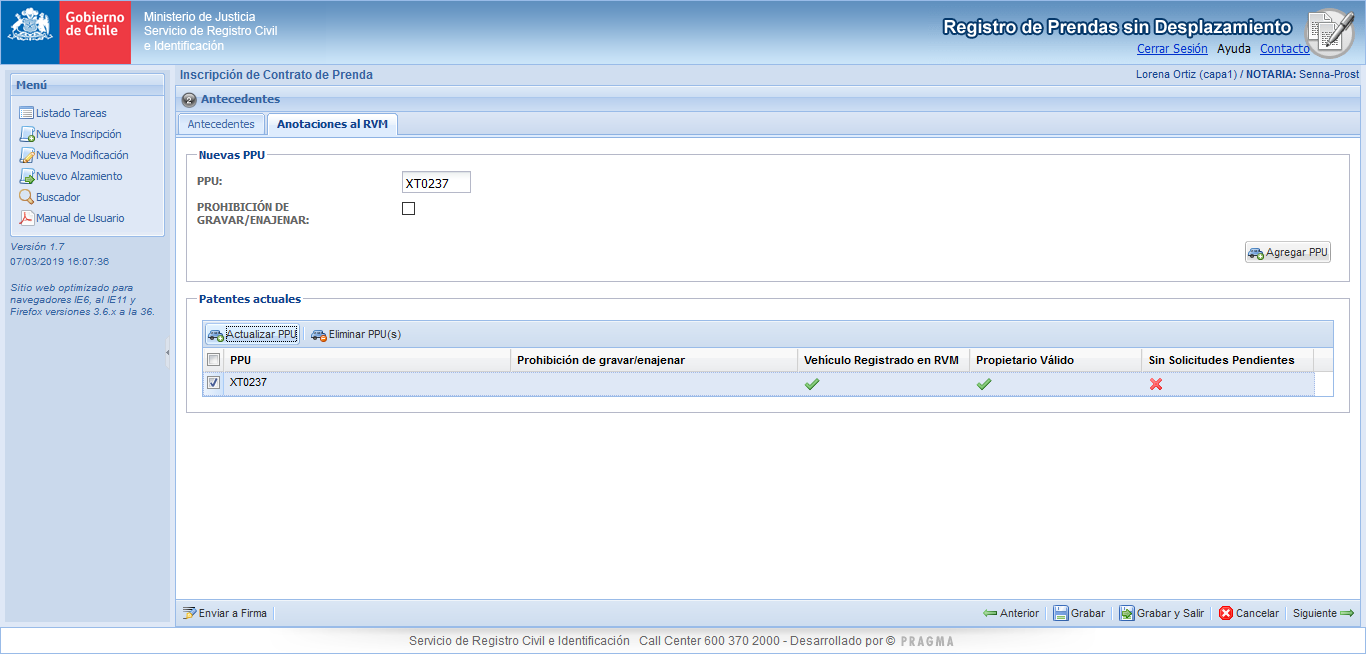 Gobierno
de Chile
Ministerio de Justicia
Servicio de Registro Civil
e Identificación
Registro de Prendas sin Desplazamiento
Cerrar Sesión Ayuda Contacto
Menú
Listado Tareas
Nueva Inscripción
Nueva Modificación
Nuevo Alzamiento
Buscador
Manual de Usuario
Versión 1.7
07/03/2019 16:07:36
Sitio web optimizado para
navegadores IE6, al IE11 y
Firefox versiones 3.6.x a la 36.
Inscripción de Contrato de Prenda
Lorena Ortiz (capa1) / NOTARIA: Senna-Prost
2 Antecedentes
Antecedentes Anotaciones al RVM
Nuevas PPU
PPU: XT0237
PROHIBICIÓN DE
GRAVAR/ENAJENAR:
Agregar PPU
Patentes actuales
Actualizar PPU Eliminar PPU(s)
PPU Prohibición de gravar/enajenar Vehículo Registrado en RVM Propietario Válido Sin Solicitudes Pendientes
XT0237
Enviar a Firma Anterior Grabar Grabar y Salir Cancelar Siguiente
Servicio de Registro Civil e Identificación Call Center 600 370 2000 - Desarrollado por © PRAGMA